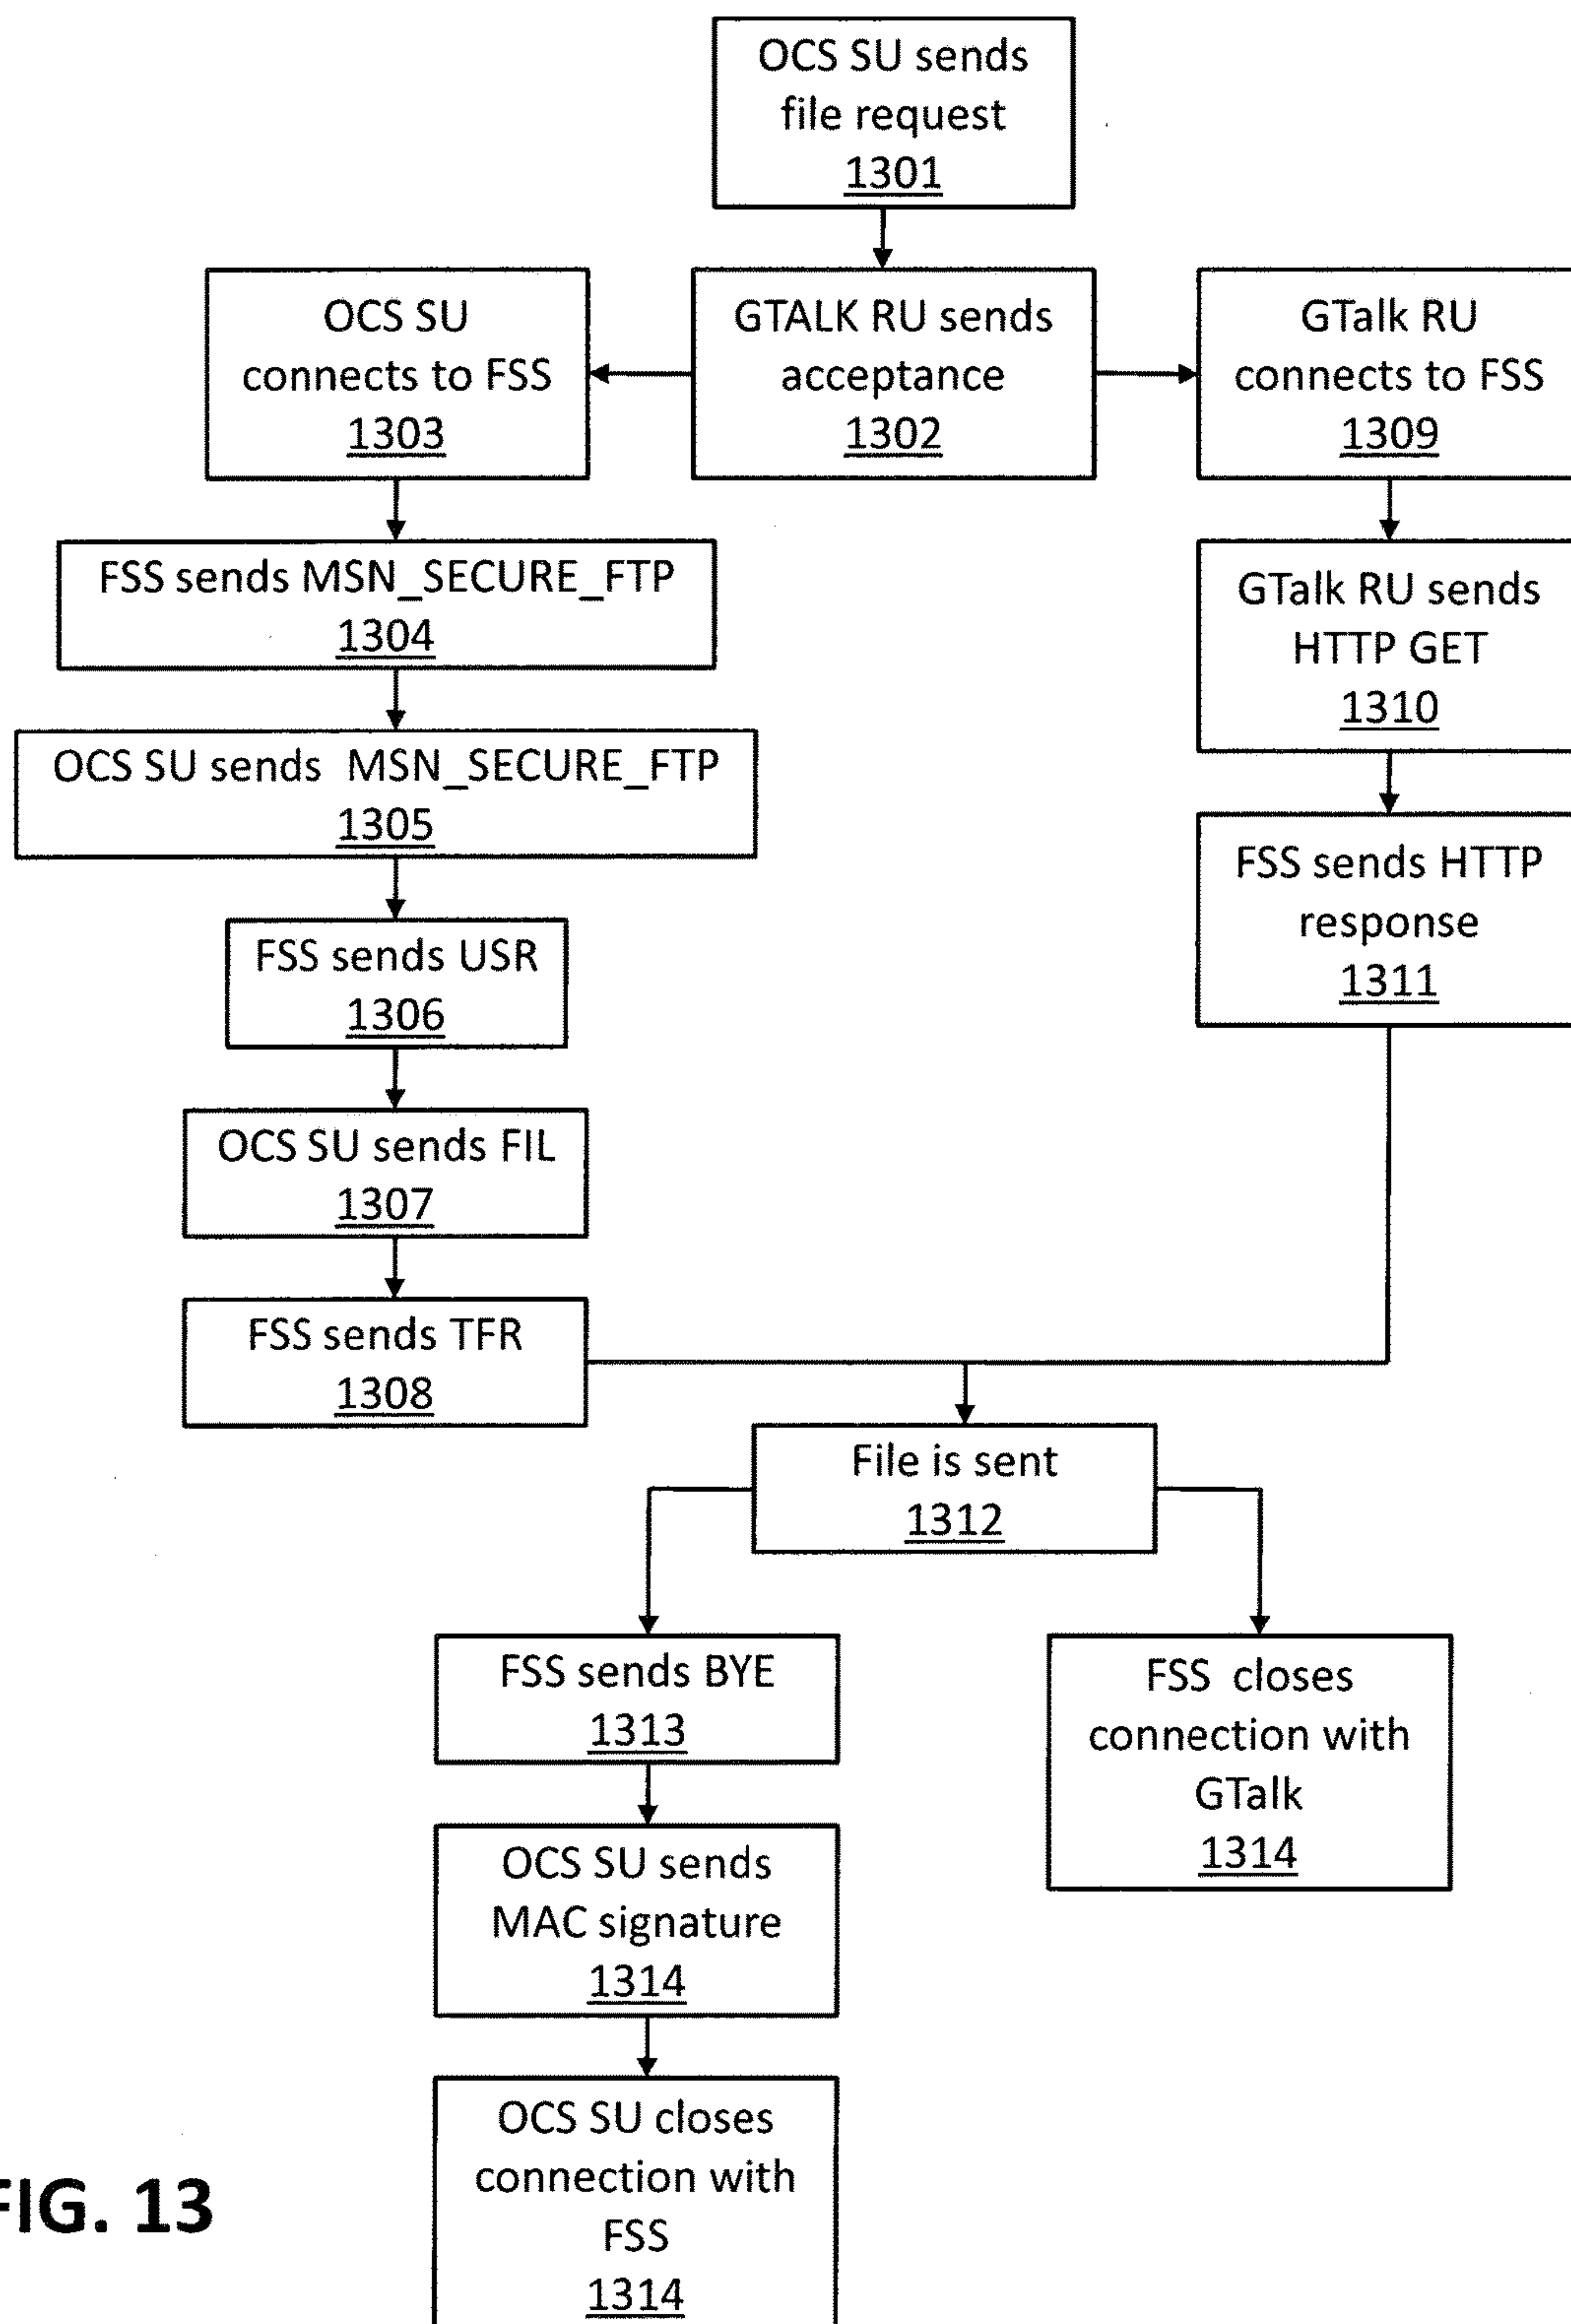 OCS SU sends
file request
1301
OCS SU
connects to FSS
1303
GTALK RU sends
acceptance
1302
GTalk RU
connects to FSS
1309
FSS sends MSN_SECURE_FTP
1304
OCS SU sends MSN_SECURE_FTP
1305
FSS sends USR
1306
OCS SU sends FIL
1307
FSS sends TFR
1308
GTalk RU sends
HTTP GET
1310
FSS sends HTTP
response
1311
File is sent
1312
FSS sends BYE
1313
OCS SU sends
MAC signature
1314
OCS SU closes
connection with
FSS
1314
FSS closes
connection with
GTalk
1314
FIG. 13